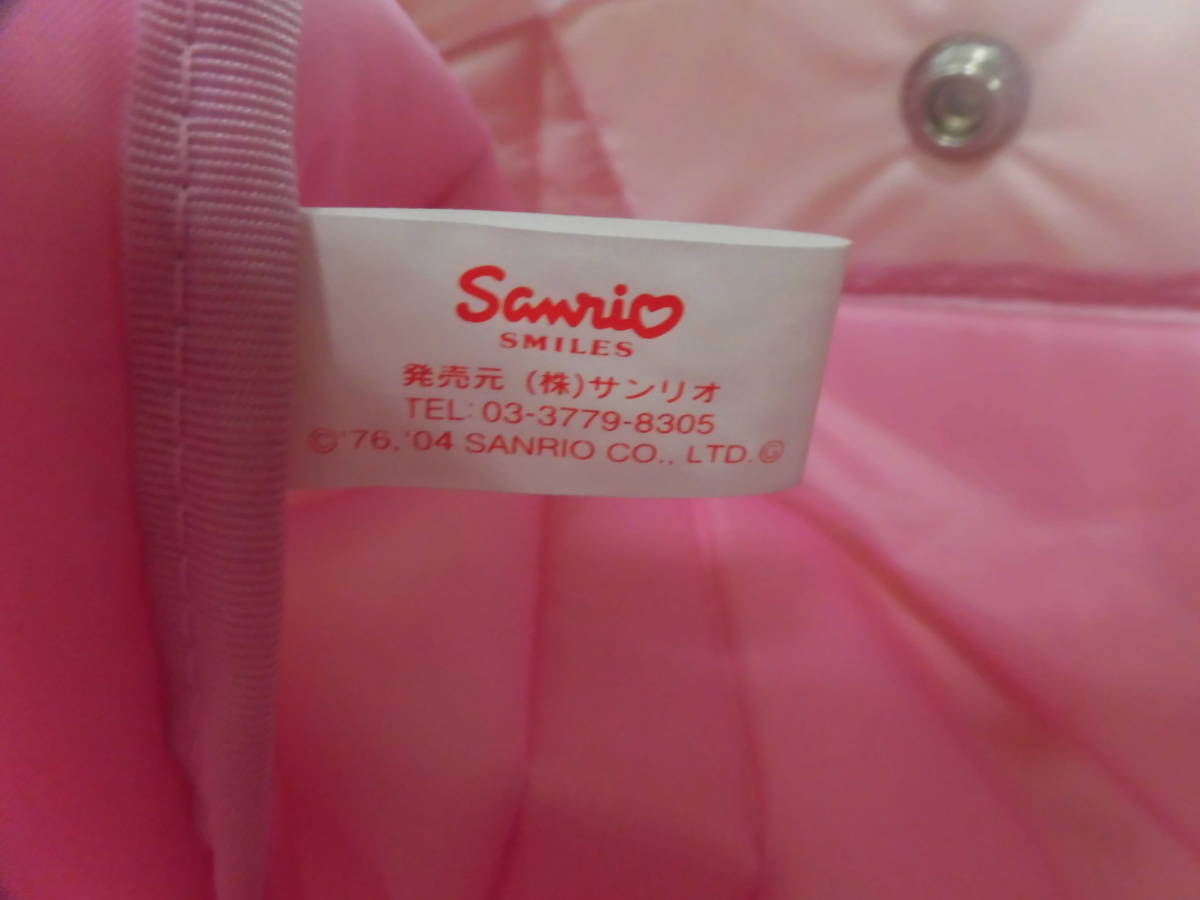 Sanrio
SMILES
発売元 (株)サンリオ
TEL: 03-3779-8305
©'76,'04 SANRIO CO., LTD. Ⓖ